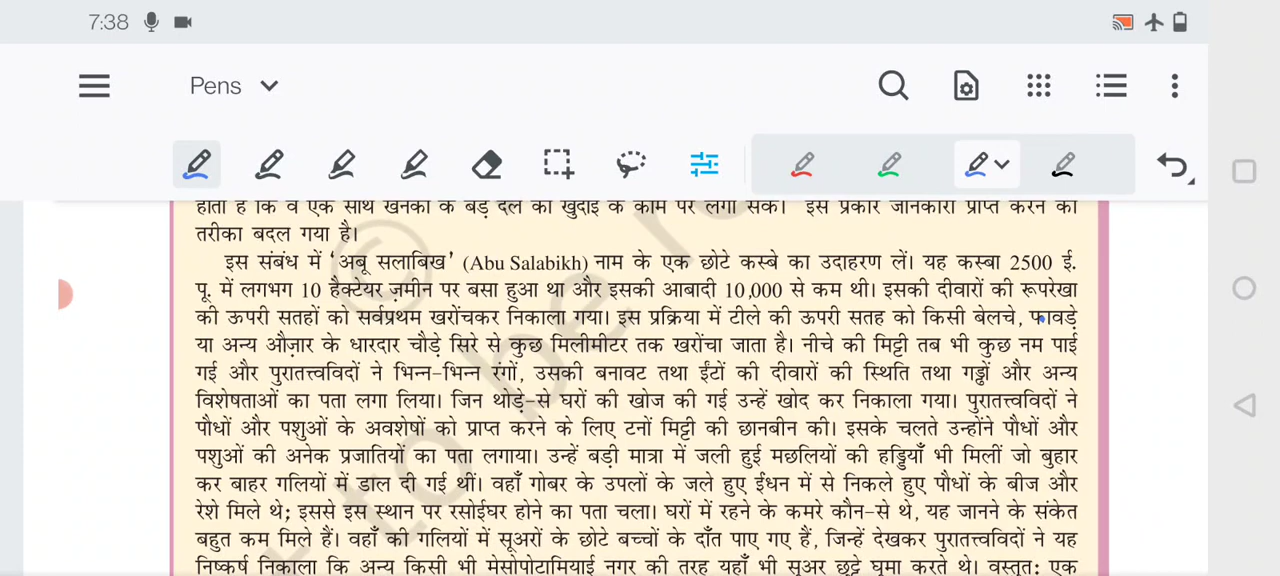 7:38
Pens
होता है कि वे एक साथ खनकों के बड़े दल को खुदाई के काम पर लगा सकें। इस प्रकार जानकारी प्राप्त करने का
तरीका बदल गया है।
इस संबंध में 'अबू सलाबिख' (Abu Salabikh) नाम के एक छोटे कस्बे का उदाहरण लें। यह कस्बा 2500 ई.
पू. में लगभग 10 हैक्टेयर ज़मीन पर बसा हुआ था और इसकी आबादी 10,000 से कम थी। इसकी दीवारों की रूपरेखा
की ऊपरी सतहों को सर्वप्रथम खरोंचकर निकाला गया। इस प्रक्रिया में टीले की ऊपरी सतह को किसी बेलचे, फावड़े
या अन्य औज़ार के धारदार चौड़े सिरे से कुछ मिलीमीटर तक खरोंचा जाता है। नीचे की मिट्टी तब भी कुछ नम पाई
गई और पुरातत्त्वविदों ने भिन्न-भिन्न रंगों, उसकी बनावट तथा ईंटों की दीवारों की स्थिति तथा गड्ढों और अन्य
विशेषताओं का पता लगा लिया। जिन थोड़े-से घरों की खोज की गई उन्हें खोद कर निकाला गया। पुरातत्त्वविदों ने
पौधों और पशुओं के अवशेषों को प्राप्त करने के लिए टनों मिट्टी की छानबीन की। इसके चलते उन्होंने पौधों और
पशुओं की अनेक प्रजातियों का पता लगाया। उन्हें बड़ी मात्रा में जली हुई मछलियों की हड्डियाँ भी मिलीं जो बुहार
कर बाहर गलियों में डाल दी गई थीं। वहाँ गोबर के उपलों के जले हुए ईंधन में से निकले हुए पौधों के बीज और
रेशे मिले थे; इससे इस स्थान पर रसोईघर होने का पता चला। घरों में रहने के कमरे कौन-से थे, यह जानने के संकेत
बहुत कम मिले हैं। वहाँ की गलियों में सूअरों के छोटे बच्चों के दाँत पाए गए हैं, जिन्हें देखकर पुरातत्त्वविदों ने यह
निष्कर्ष निकाला कि अन्य किसी भी मेसोपोटामियाई नगर की तरह यहाँ भी सूअर छुट्टे घूमा करते थे। वस्तुतः एक
© to be r